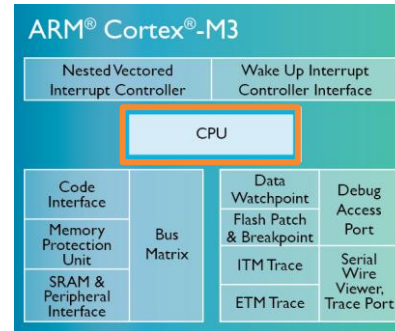 ARM® Cortex®-M3
Nested Vectored
Interrupt Controller
Wake Up Interrupt
Controller Interface
CPU
Code
Interface
Memory
Protection
Unit
SRAM &
Peripheral
Interface
Bus
Matrix
Data
Watchpoint
Flash Patch
& Breakpoint
ITM Trace
ETM Trace
Debug
Access
Port
Serial
Wire
Viewer,
Trace Port